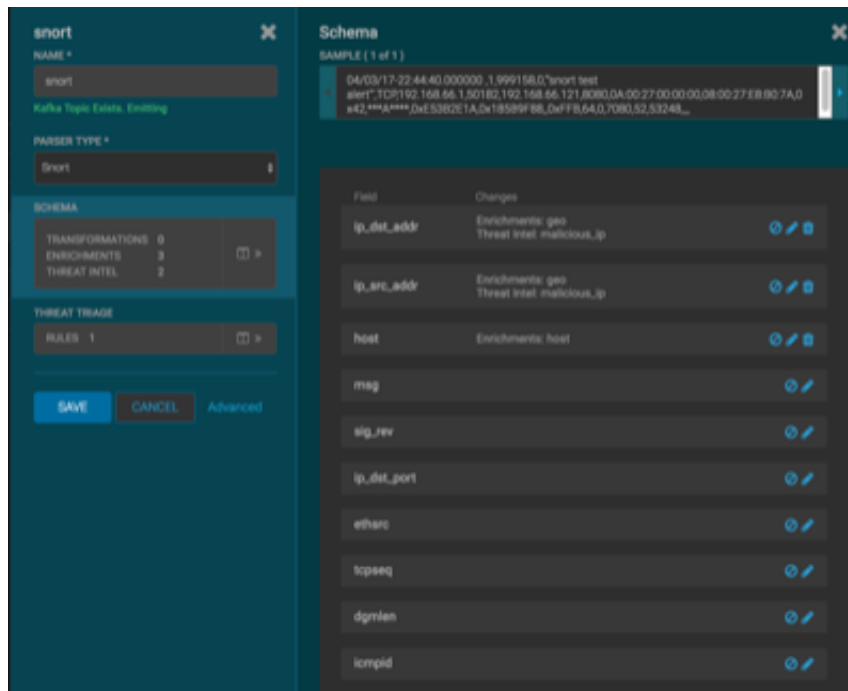 snort
NAME *
snort
Kafka Topic Exists. Emitting
PARSER TYPE *
Snort
SCHEMA
TRANSFORMATIONS 0
ENRICHMENTS 3
THREAT INTEL 2
THREAT TRIAGE
RULES 1
SAVE CANCEL Advanced
Schema
SAMPLE ( 1 of 1 )
04/03/17-22:44:40.000000 ,1,999158,0,"snort test
alert",TCP,192.168.66.1,50182,192.168.66.121,8080,0A:00:27:00:00:00,08:00:27:E8:B0:7A,0
x42,***A****,0xE53B2E1A,0x185B9F88,,0xFFB,64,0,7080,52,53248,,,,
Field Changes
ip_dst_addr Enrichments: geo
Threat Intel: malicious_ip
ip_src_addr Enrichments: geo
Threat Intel: malicious_ip
host Enrichments: host
msg
sig_rev
ip_dst_port
ethsrc
tcpseq
dgmlen
icmpid